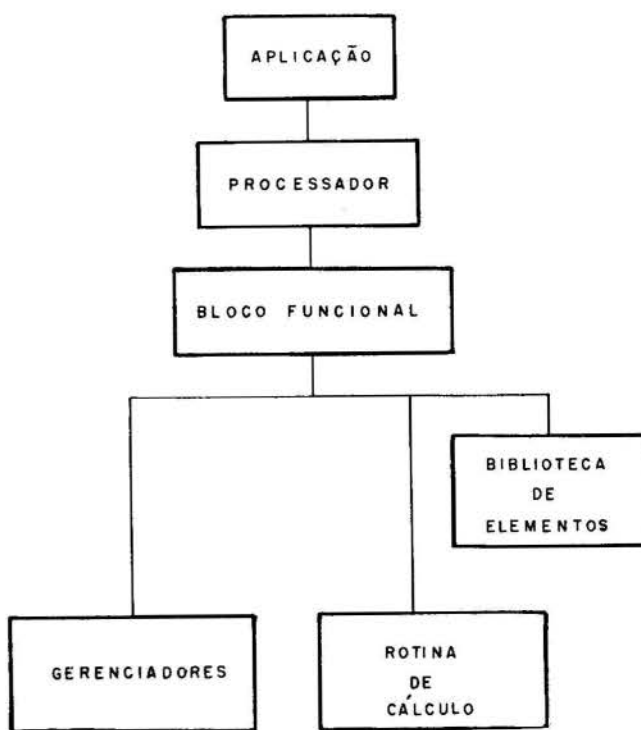 APLICAÇÃO
PROCESSADOR
BLOCO FUNCIONAL
BIBLIOTECA
DE
ELEMENTOS
GERENCIADORES
ROTINA
DE
CÁLCULO